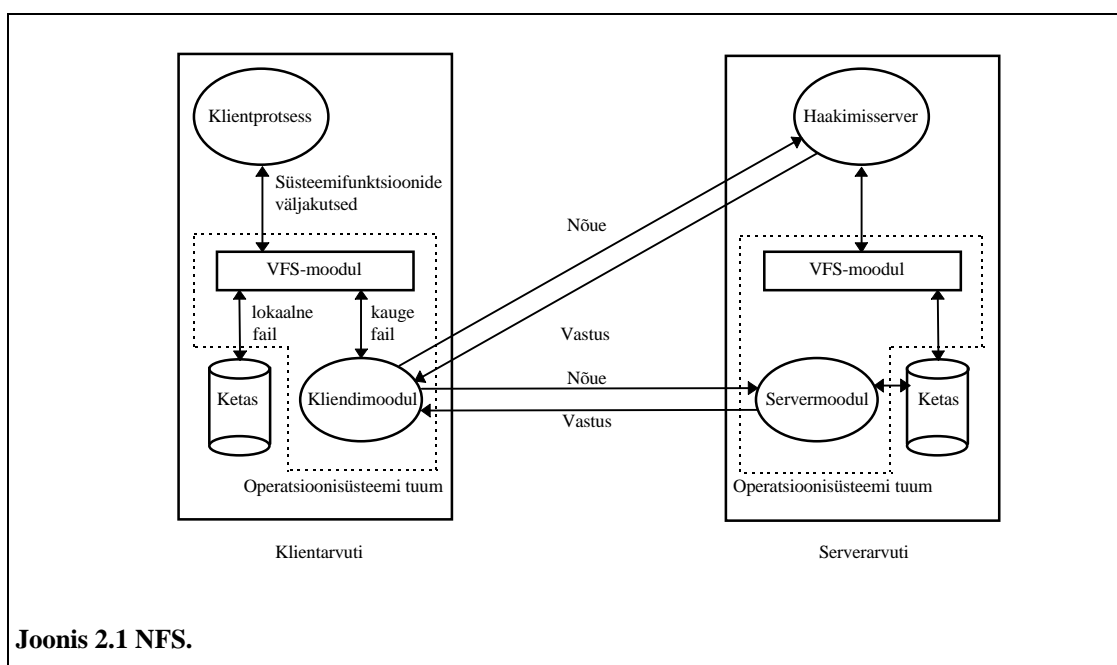 Klientprotsess
Haakimisserver
Süsteemifunktsioonide
väljakutsed
Nõue
VFS-moodul
VFS-moodul
lokaalne
fail
kauge
fail
Vastus
Nõue
Ketas
Kliendimoodul
Servermoodul
Ketas
Vastus
Operatsioonisüsteemi tuum
Operatsioonisüsteemi tuum
Klientarvuti
Serverarvuti
Joonis 2.1 NFS.